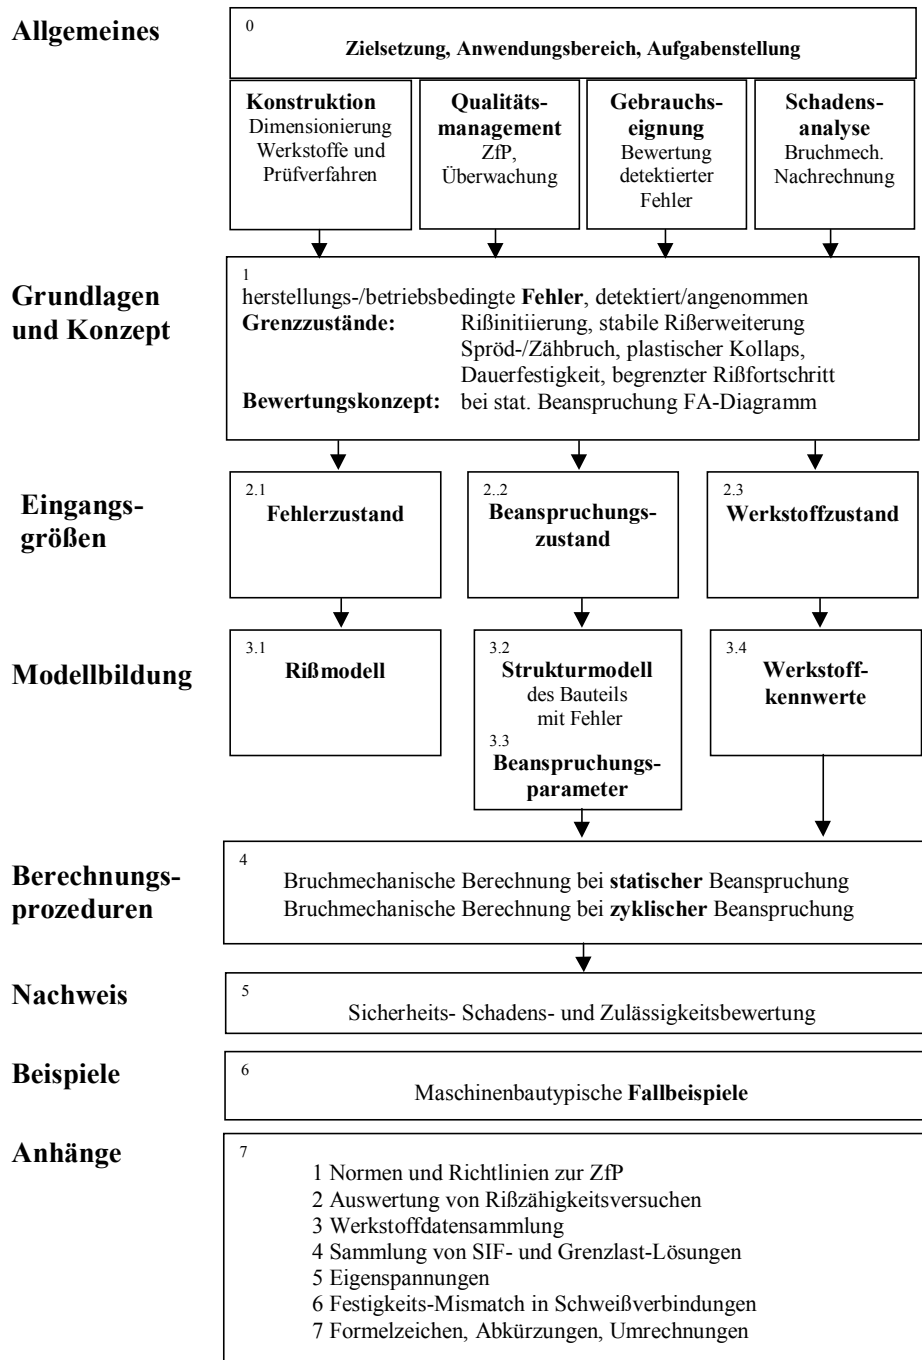 Allgemeines
0
Zielsetzung, Anwendungsbereich, Aufgabenstellung
Konstruktion
Dimensionierung
Werkstoffe und
Prüfverfahren
Qualitäts-
management
ZfP,
Überwachung
Gebrauchs-
eignung
Bewertung
detektierter
Fehler
Schadens-
analyse
Bruchmech.
Nachrechnung
Grundlagen
und Konzept
1
herstellungs-/betriebsbedingte Fehler, detektiert/angenommen
Grenzzustände: Rißinitiierung, stabile Rißerweiterung
Spröd-/Zähbruch, plastischer Kollaps,
Dauerfestigkeit, begrenzter Rißfortschritt
Bewertungskonzept: bei stat. Beanspruchung FA-Diagramm
Eingangs-
größen
2.1
Fehlerzustand
2..2
Beanspruchungs-
zustand
2.3
Werkstoffzustand
Modellbildung
3.1
Rißmodell
3.2
Strukturmodell
des Bauteils
mit Fehler
3.3
Beanspruchungs-
parameter
3.4
Werkstoff-
kennwerte
Berechnungs-
prozeduren
4
Bruchmechanische Berechnung bei statischer Beanspruchung
Bruchmechanische Berechnung bei zyklischer Beanspruchung
Nachweis
5
Sicherheits- Schadens- und Zulässigkeitsbewertung
Beispiele
6
Maschinenbautypische Fallbeispiele
Anhänge
7
1 Normen und Richtlinien zur ZfP
2 Auswertung von Rißzähigkeitsversuchen
3 Werkstoffdatensammlung
4 Sammlung von SIF- und Grenzlast-Lösungen
5 Eigenspannungen
6 Festigkeits-Mismatch in Schweißverbindungen
7 Formelzeichen, Abkürzungen, Umrechnungen